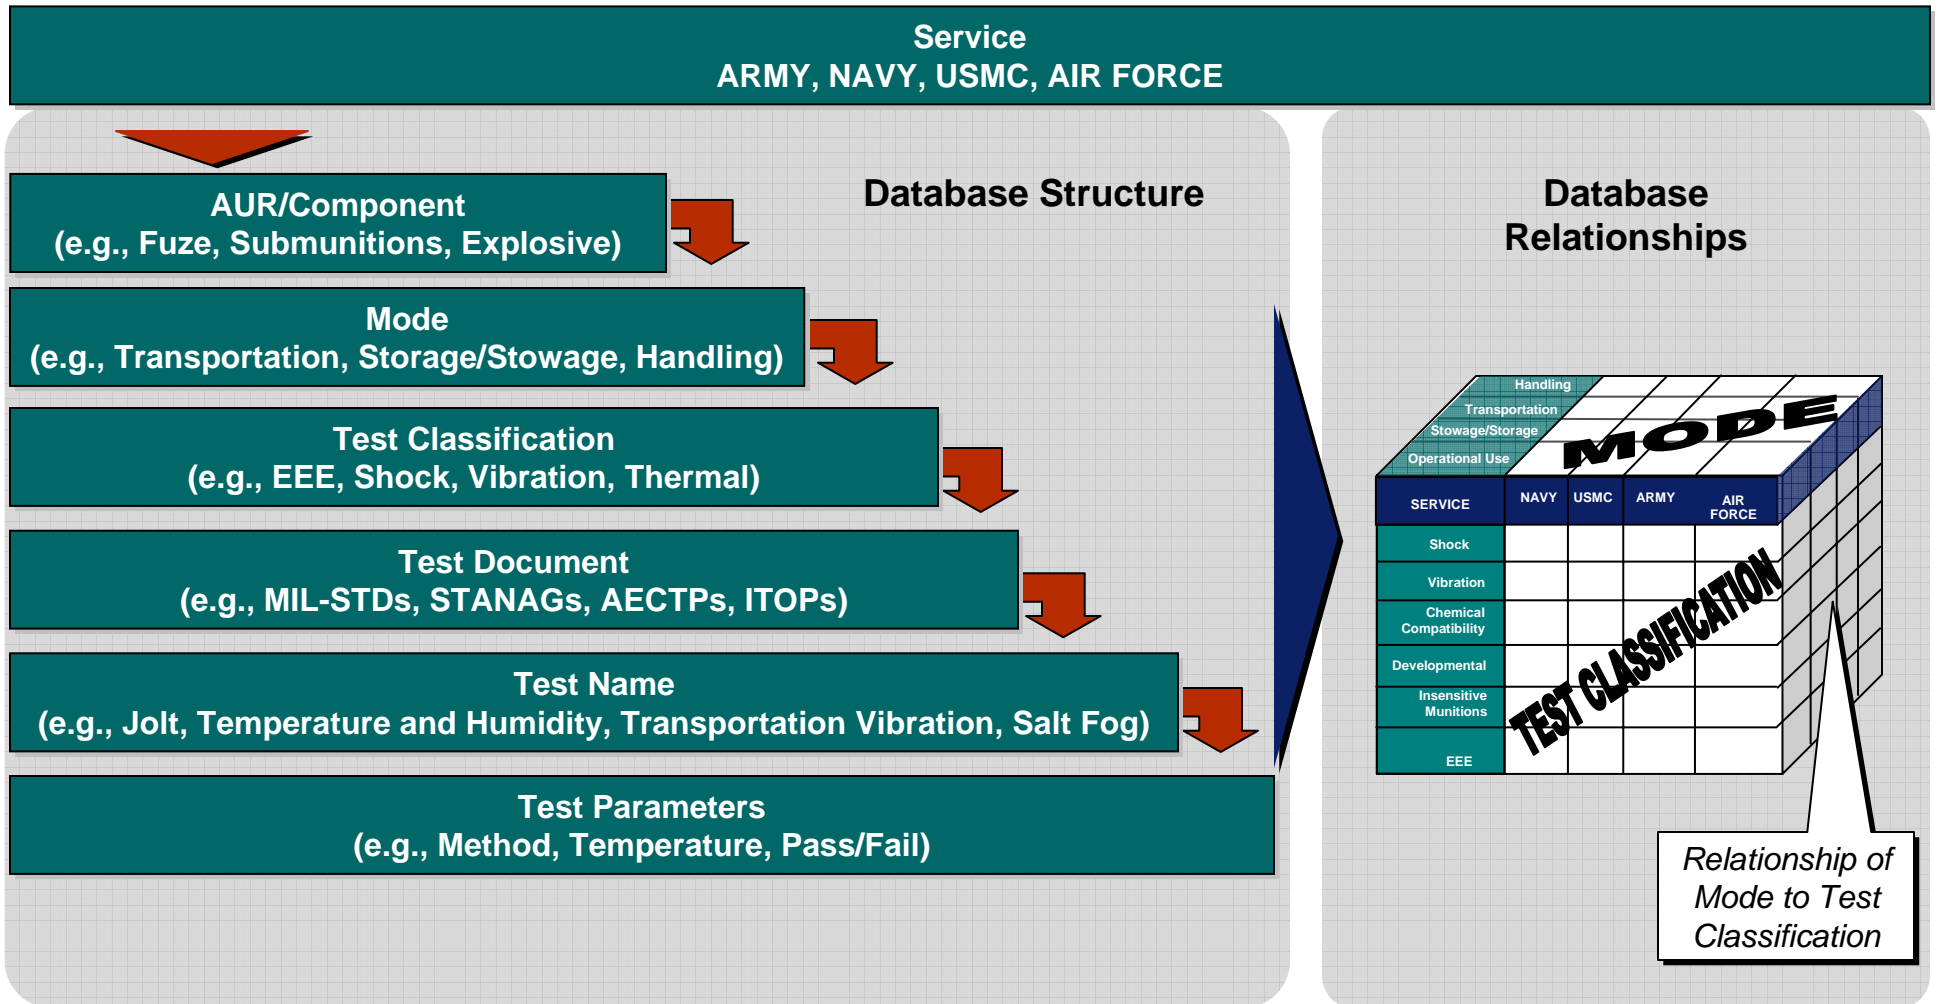 Service
ARMY, NAVY, USMC, AIR FORCE
Database Structure
AUR/Component
(e.g., Fuze, Submunitions, Explosive)
Mode
(e.g., Transportation, Storage/Stowage, Handling)
Test Classification
(e.g., EEE, Shock, Vibration, Thermal)
Test Document
(e.g., MIL-STDs, STANAGs, AECTPs, ITOPs)
Test Name
(e.g., Jolt, Temperature and Humidity, Transportation Vibration, Salt Fog)
Test Parameters
(e.g., Method, Temperature, Pass/Fail)
Database
Relationships
Handling
Transportation
Stowage/Storage
Operational Use
MODE
SERVICE
NAVY
USMC
ARMY
AIR
FORCE
Shock
Vibration
Chemical
Compatibility
Developmental
Insensitive
Munitions
EEE
TEST CLASSIFICATION
Relationship of
Mode to Test
Classification